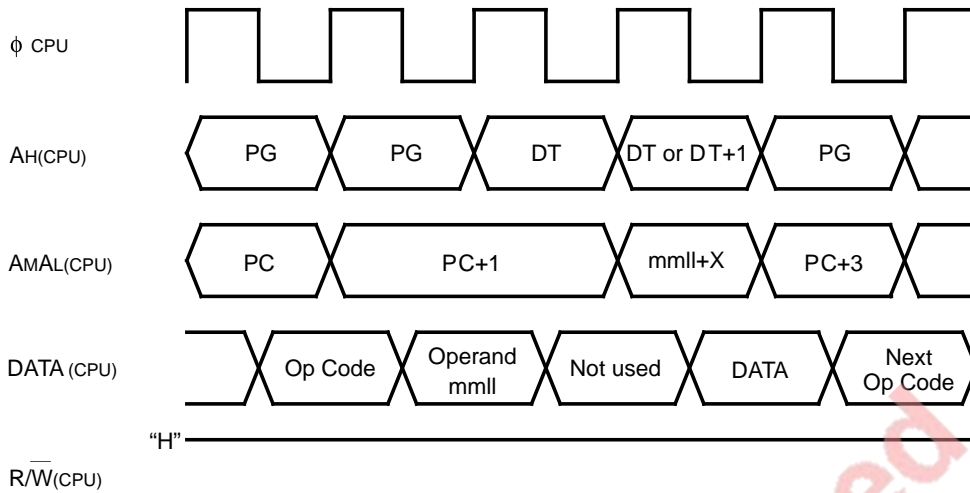 ϕ CPU
AH(CPU) PG PG DT DT or DT+1 PG
AMAL(CPU) PC PC+1 mmll+X PC+3
DATA (CPU) Op Code Operand mmll Not used DATA Next Op Code
“H”
R/W̅(CPU)